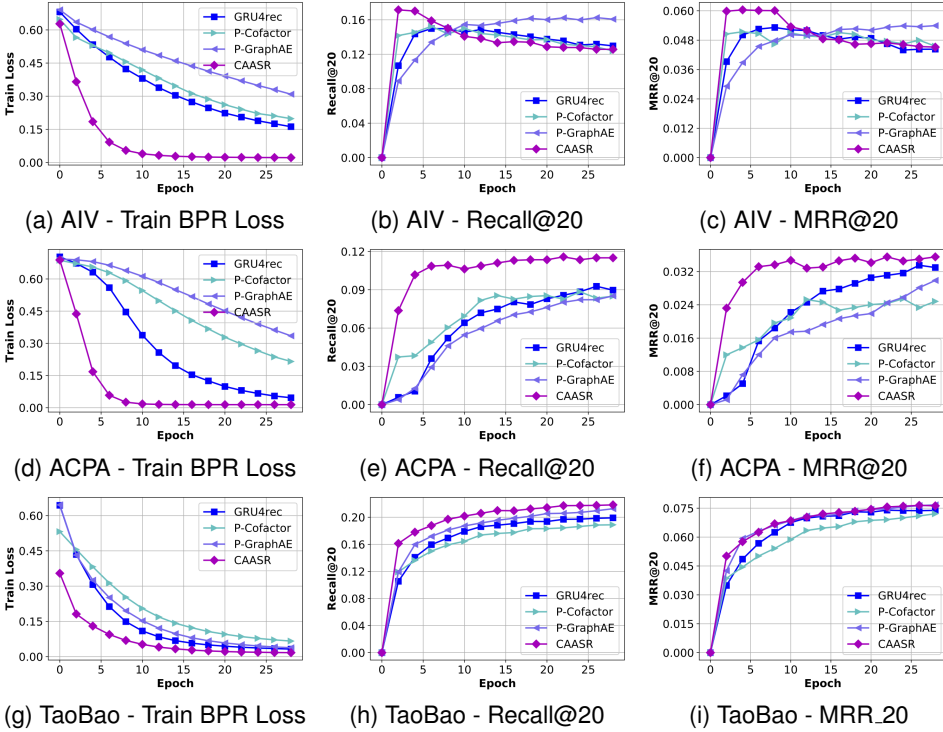 0.60
0.45
0.30
0.15
0.00
Train Loss
0 5 10 15 20 25
Epoch
GRU4rec
P-Cofactor
P-GraphAE
CAASR
(a) AIV - Train BPR Loss
0.16
0.12
0.08
0.04
0.00
Recall@20
0 5 10 15 20 25
Epoch
GRU4rec
P-Cofactor
P-GraphAE
CAASR
(b) AIV - Recall@20
0.060
0.048
0.036
0.024
0.012
0.000
MRR@20
0 5 10 15 20 25
Epoch
GRU4rec
P-Cofactor
P-GraphAE
CAASR
(c) AIV - MRR@20
0.60
0.45
0.30
0.15
0.00
Train Loss
0 5 10 15 20 25
Epoch
GRU4rec
P-Cofactor
P-GraphAE
CAASR
(d) ACPA - Train BPR Loss
0.12
0.09
0.06
0.03
0.00
Recall@20
0 5 10 15 20 25
Epoch
GRU4rec
P-Cofactor
P-GraphAE
CAASR
(e) ACPA - Recall@20
0.032
0.024
0.016
0.008
0.000
MRR@20
0 5 10 15 20 25
Epoch
GRU4rec
P-Cofactor
P-GraphAE
CAASR
(f) ACPA - MRR@20
0.60
0.45
0.30
0.15
0.00
Train Loss
0 5 10 15 20 25
Epoch
GRU4rec
P-Cofactor
P-GraphAE
CAASR
(g) TaoBao - Train BPR Loss
0.20
0.16
0.12
0.08
0.04
0.00
Recall@20
0 5 10 15 20 25
Epoch
GRU4rec
P-Cofactor
P-GraphAE
CAASR
(h) TaoBao - Recall@20
0.075
0.060
0.045
0.030
0.015
0.000
MRR@20
0 5 10 15 20 25
Epoch
GRU4rec
P-Cofactor
P-GraphAE
CAASR
(i) TaoBao - MRR_20